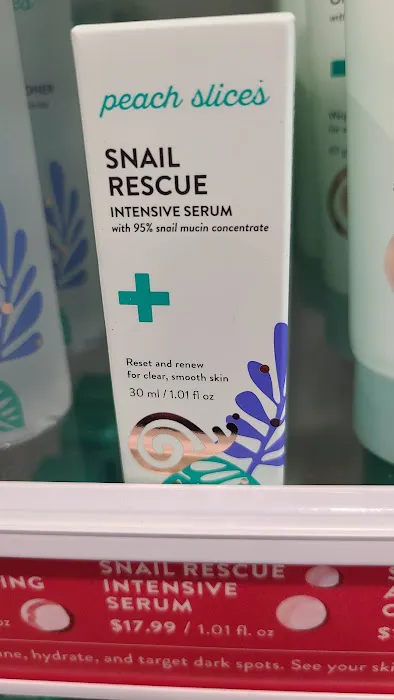 peach slices
SNAIL
RESCUE
INTENSIVE SERUM
with 95% snail mucin concentrate
Reset and renew
for clear, smooth skin
30 ml / 1.01 fl oz
SNAIL RESCUE
INTENSIVE
SERUM
$17.99 / 1.01 fl. oz
ING
oz
hydrate, and target dark spots. See your